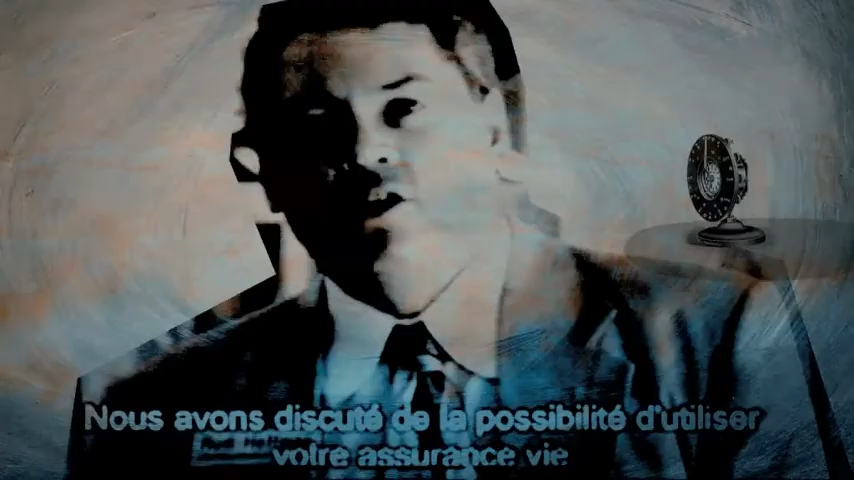 Nous avons discuté de la possibilité d'utiliser
votre assurance vie